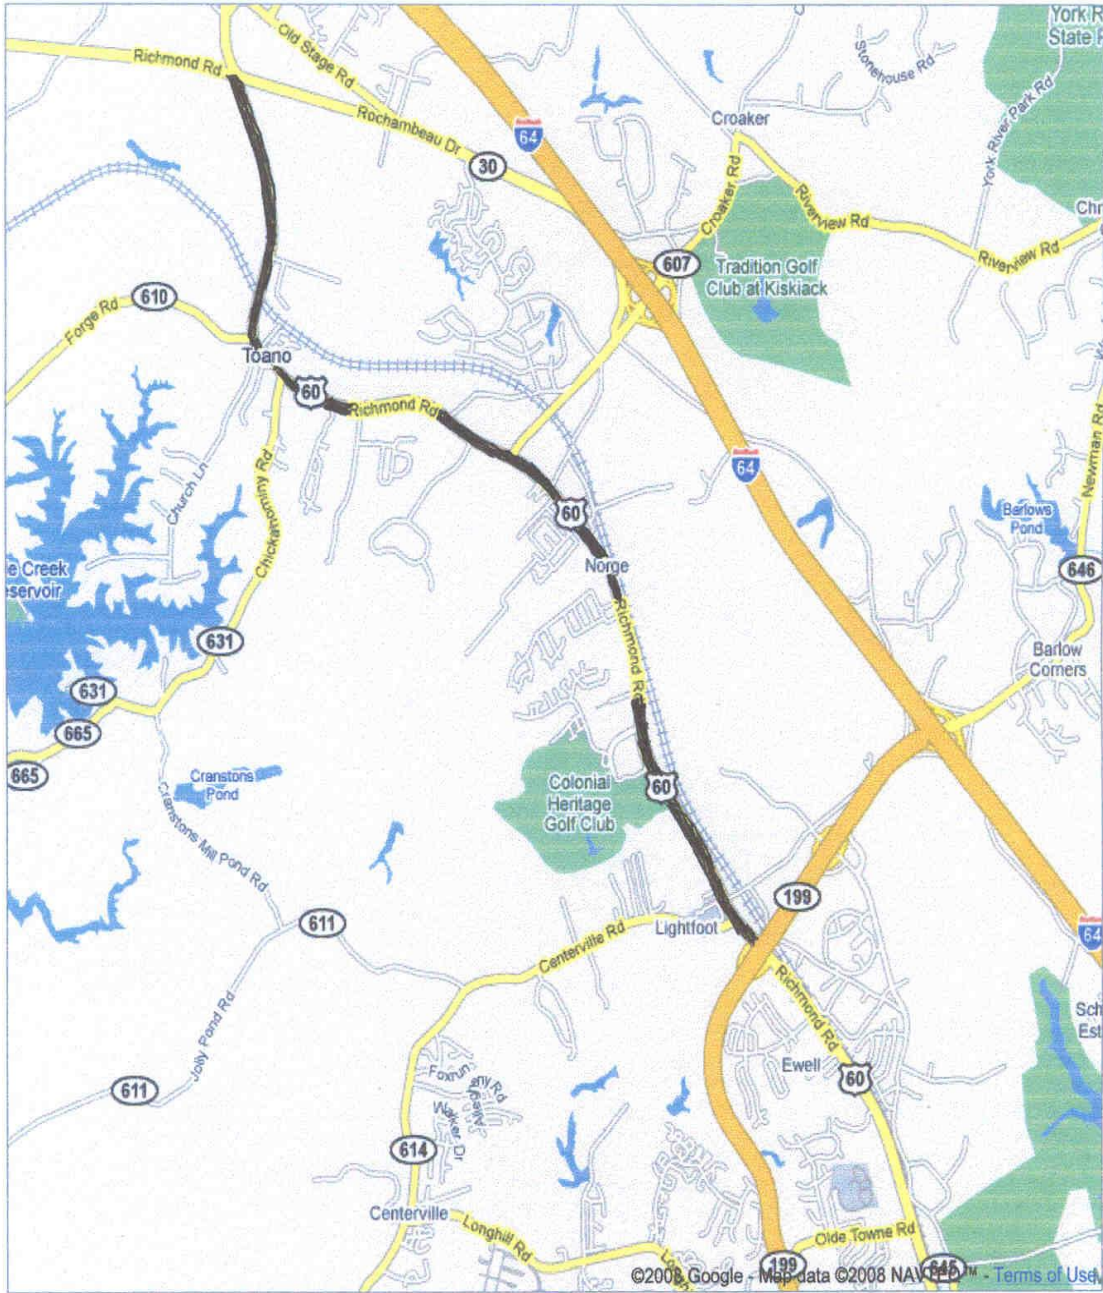 York R
State P
Richmond Rd
Old Stage Rd
Stonehouse Rd
Croaker
64
Rochambeau Dr
30
York River Park Rd
Croaker Rd
Riverview Rd
Chr
Riverview Rd
607
Tradition Golf
Club at Kiskiack
610
Forge Rd
Toano
60
Richmond Rd
64
Newman Rd
Church Ln
Chickahominy Rd
60
Barlows
Pond
Norge
le Creek
eservoir
646
Richmond Rd
631
Barlow
Corners
631
665
665
Cranstons
Pond
Colonial
Heritage
Golf Club
60
Cranstons Mill Pond Rd
199
611
Lightfoot
64
Centerville Rd
Richmond Rd
Sch
Est
Jolly Pond Rd
Ewell
60
Foxrun
any Rd
Alleg
Walker Dr
611
614
Centerville
Longhill Rd
Olde Towne Rd
199
645
©2008 Google - Map data ©2008 NAVTEQ™ - Terms of Use